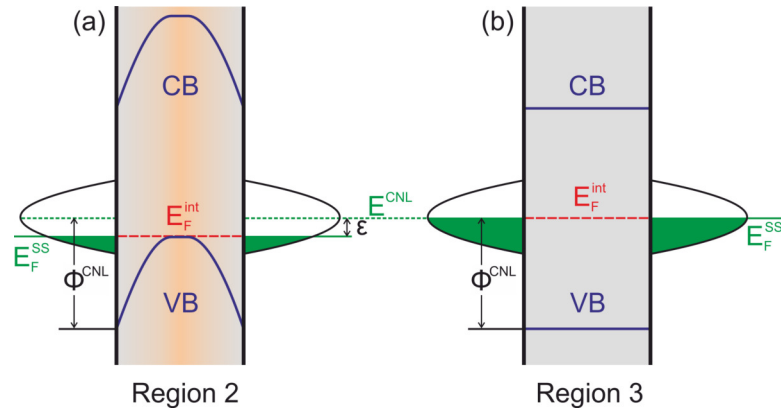 (a)
CB
E_F^int
E_F^SS
Φ^CNL
VB
Region 2
E^CNL
ε
(b)
CB
E_F^int
E_F^SS
Φ^CNL
VB
Region 3